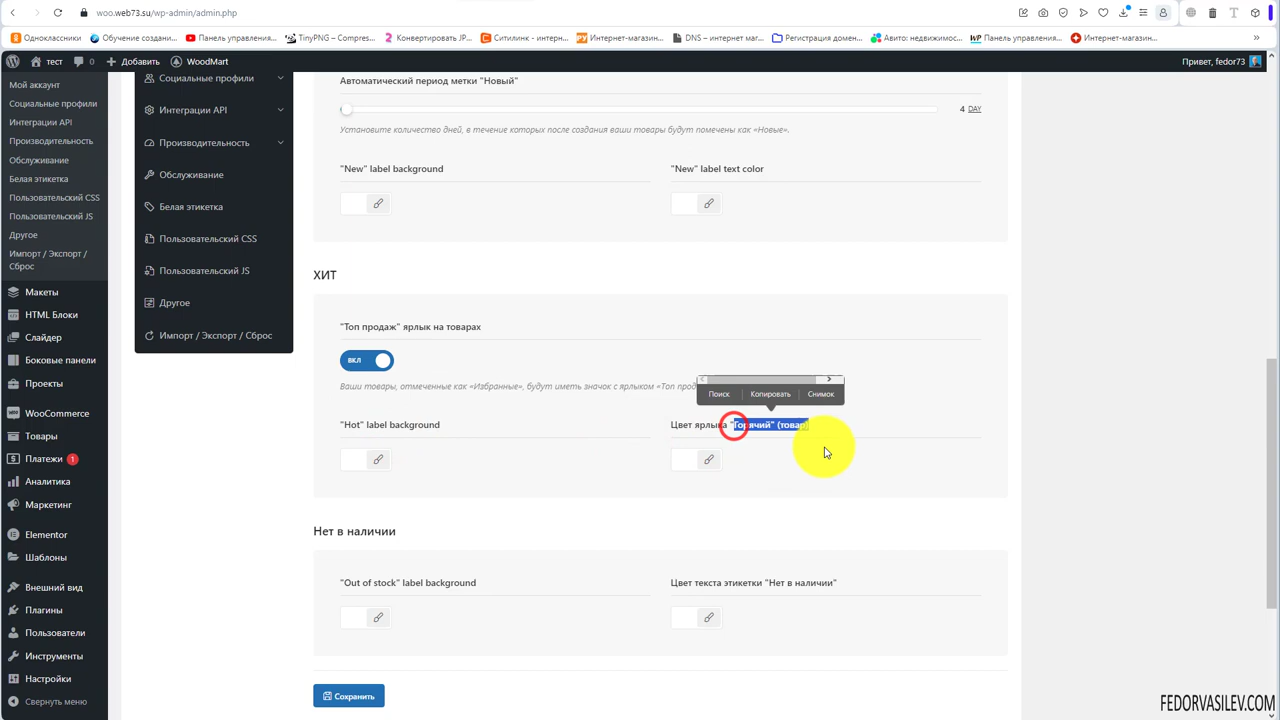 woo.web73.su/wp-admin/admin.php
Одноклассники
Обучение создани...
Панель управления...
TinyPNG – Compres...
Конвертировать JP...
Ситилинк - интерн...
Интернет-магазин...
DNS – интернет маг...
Регистрация домен...
Авито: недвижимос...
Панель управления...
Интернет-магазин...
тест
0
Добавить
WoodMart
Привет, fedor73
Мой аккаунт
Социальные профили
Интеграции API
Производительность
Обслуживание
Белая этикетка
Пользовательский CSS
Пользовательский JS
Другое
Импорт / Экспорт /
Сброс
Макеты
HTML Блоки
Слайдер
Боковые панели
Проекты
WooCommerce
Товары
Платежи 1
Аналитика
Маркетинг
Elementor
Шаблоны
Внешний вид
Плагины
Пользователи
Инструменты
Настройки
Свернуть меню
Социальные профили
Интеграции API
Производительность
Обслуживание
Белая этикетка
Пользовательский CSS
Пользовательский JS
Другое
Импорт / Экспорт / Сброс
Автоматический период метки "Новый"
4 DAY
Установите количество дней, в течение которых после создания ваши товары будут помечены как «Новые».
"New" label background
"New" label text color
ХИТ
"Топ продаж" ярлык на товарах
ВКЛ
Ваши товары, отмеченные как «Избранные», будут иметь значок с ярлыком «Топ прод
Поиск
Копировать
Снимок
"Hot" label background
Цвет ярлыка "Горячий" (товар)
Нет в наличии
"Out of stock" label background
Цвет текста этикетки "Нет в наличии"
Сохранить
FEDORVASILEV.COM